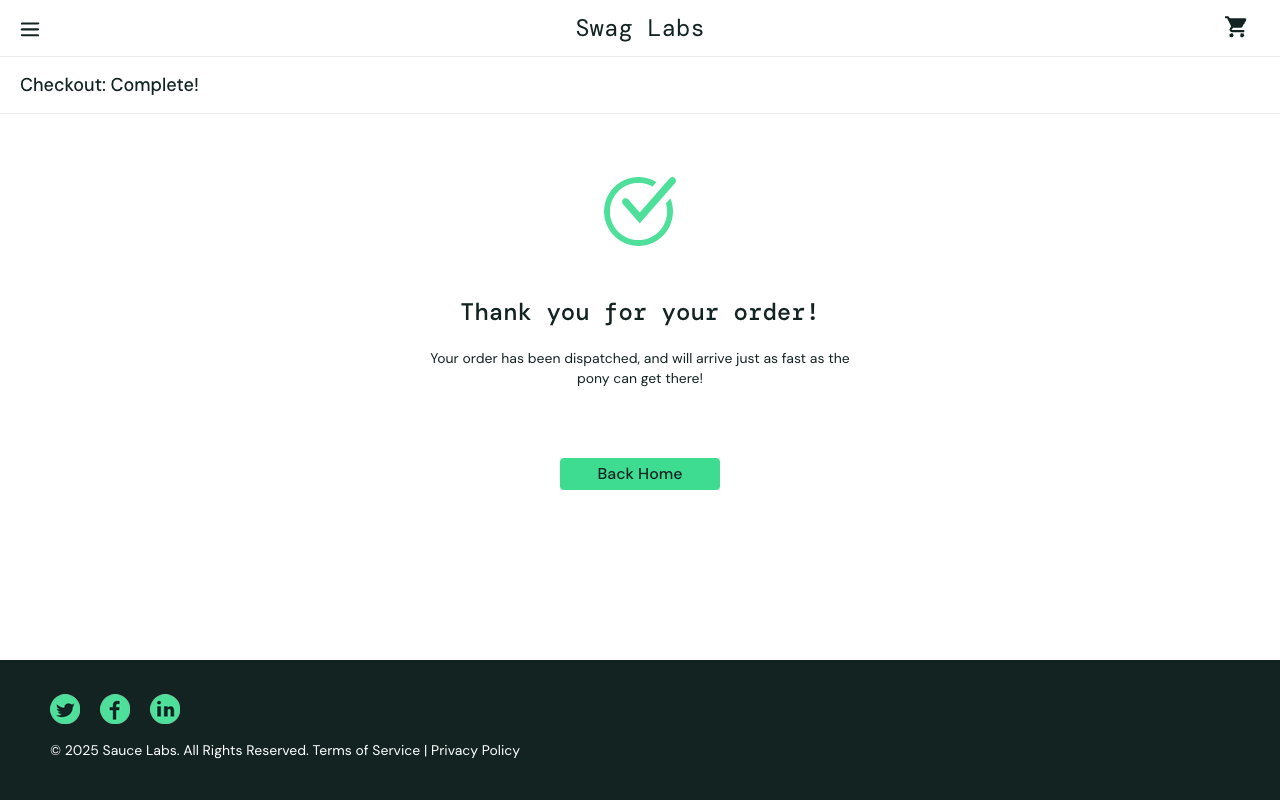 Swag Labs
Checkout: Complete!
Thank you for your order!
Your order has been dispatched, and will arrive just as fast as the
pony can get there!
Back Home
© 2025 Sauce Labs. All Rights Reserved. Terms of Service | Privacy Policy